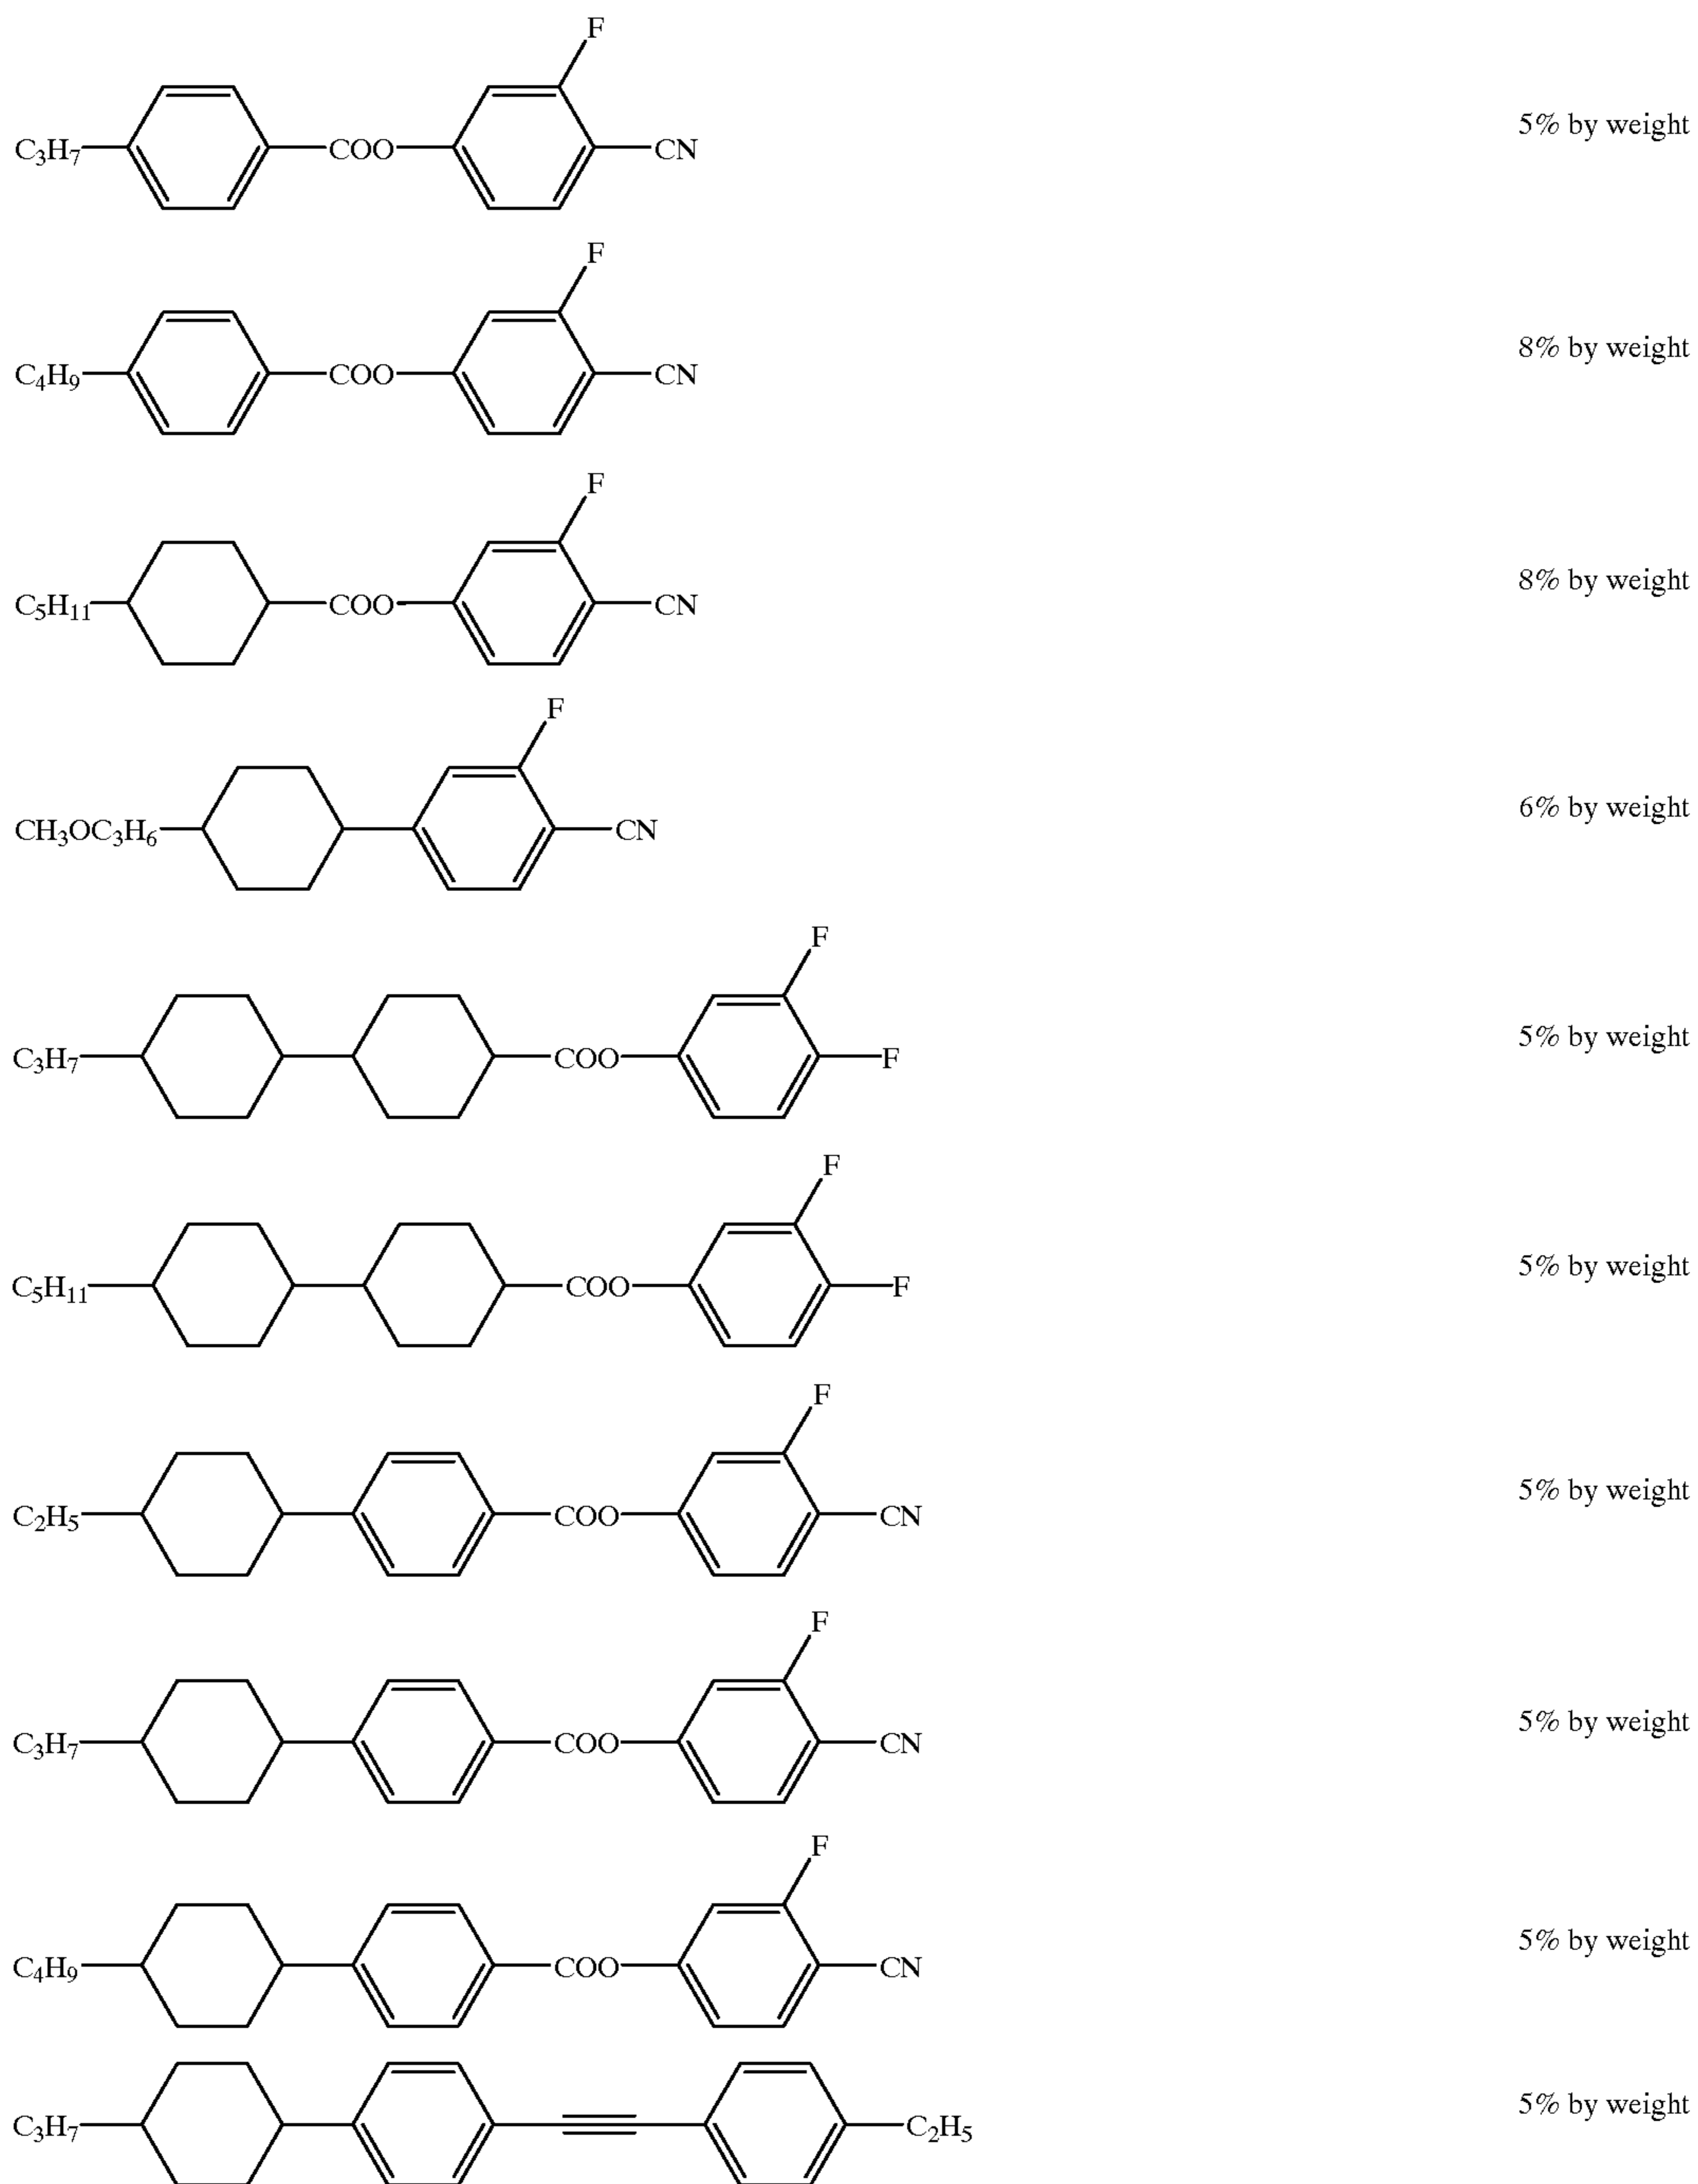 F
C3H7 COO CN 5% by weight
F
C4H9 COO CN 8% by weight
F
C5H11 COO CN 8% by weight
F
CH3OC3H6 CN 6% by weight
F
C3H7 COO F 5% by weight
F
C5H11 COO F 5% by weight
F
C2H5 COO CN 5% by weight
F
C3H7 COO CN 5% by weight
F
C4H9 COO CN 5% by weight
C3H7 C2H5 5% by weight